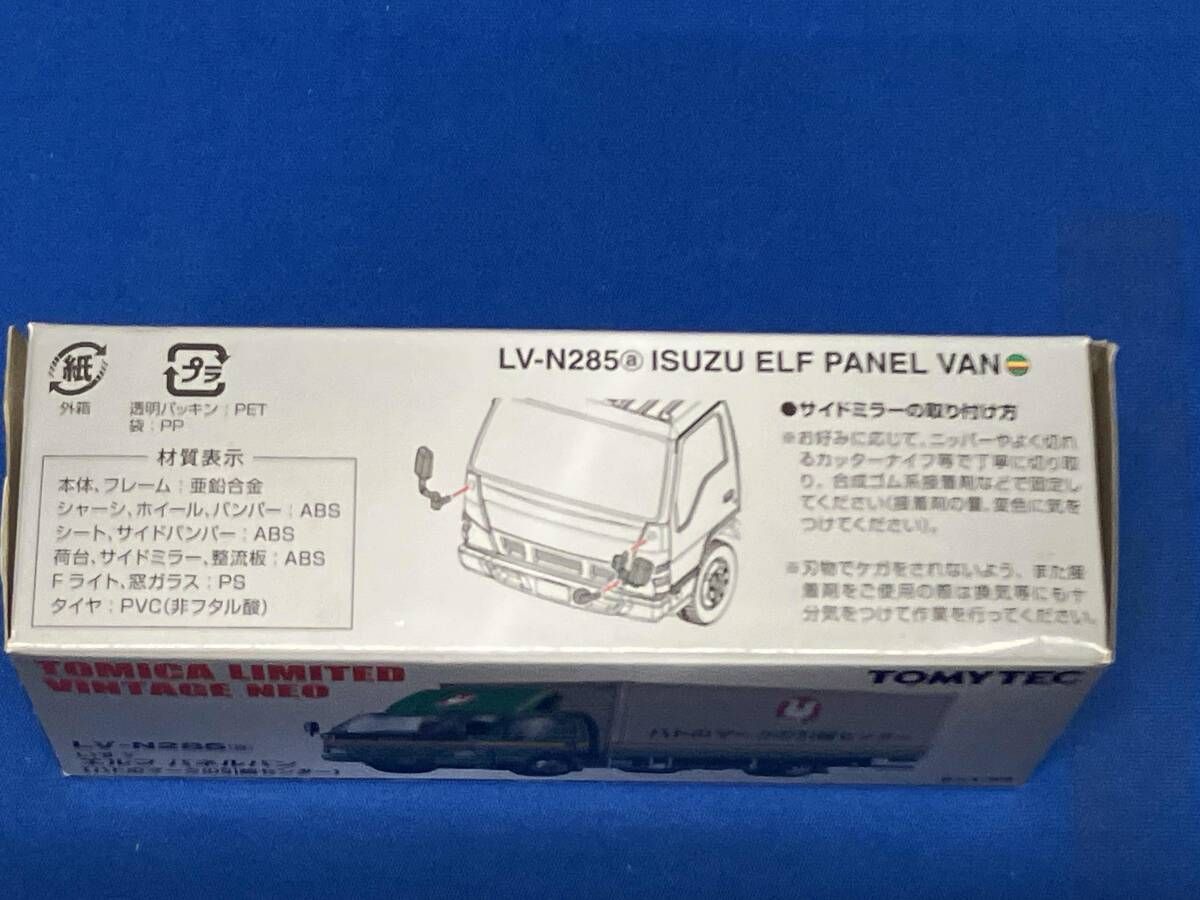 紙
外箱
プラ
透明パッキン:PET
袋:PP
材質表示
本体、フレーム:亜鉛合金
シャーシ、ホイール、バンパー:ABS
シート、サイドバンパー:ABS
荷台、サイドミラー、整流板:ABS
Fライト、窓ガラス:PS
タイヤ:PVC(非フタル酸)
LV-N285ⓐ ISUZU ELF PANEL VAN
●サイドミラーの取り付け方
※お好みに応じて、ニッパーやよく切れ
るカッターナイフ等で丁寧に切り取
り、合成ゴム系接着剤などで固定し
てください(接着剤の量、変色に気を
つけてください)。
※刃物でケガをされないよう、また接
着剤をご使用の際は換気等にも十
分気をつけて作業を行ってください。
TOMICA LIMITED
VINTAGE NEO
TOMYTEC